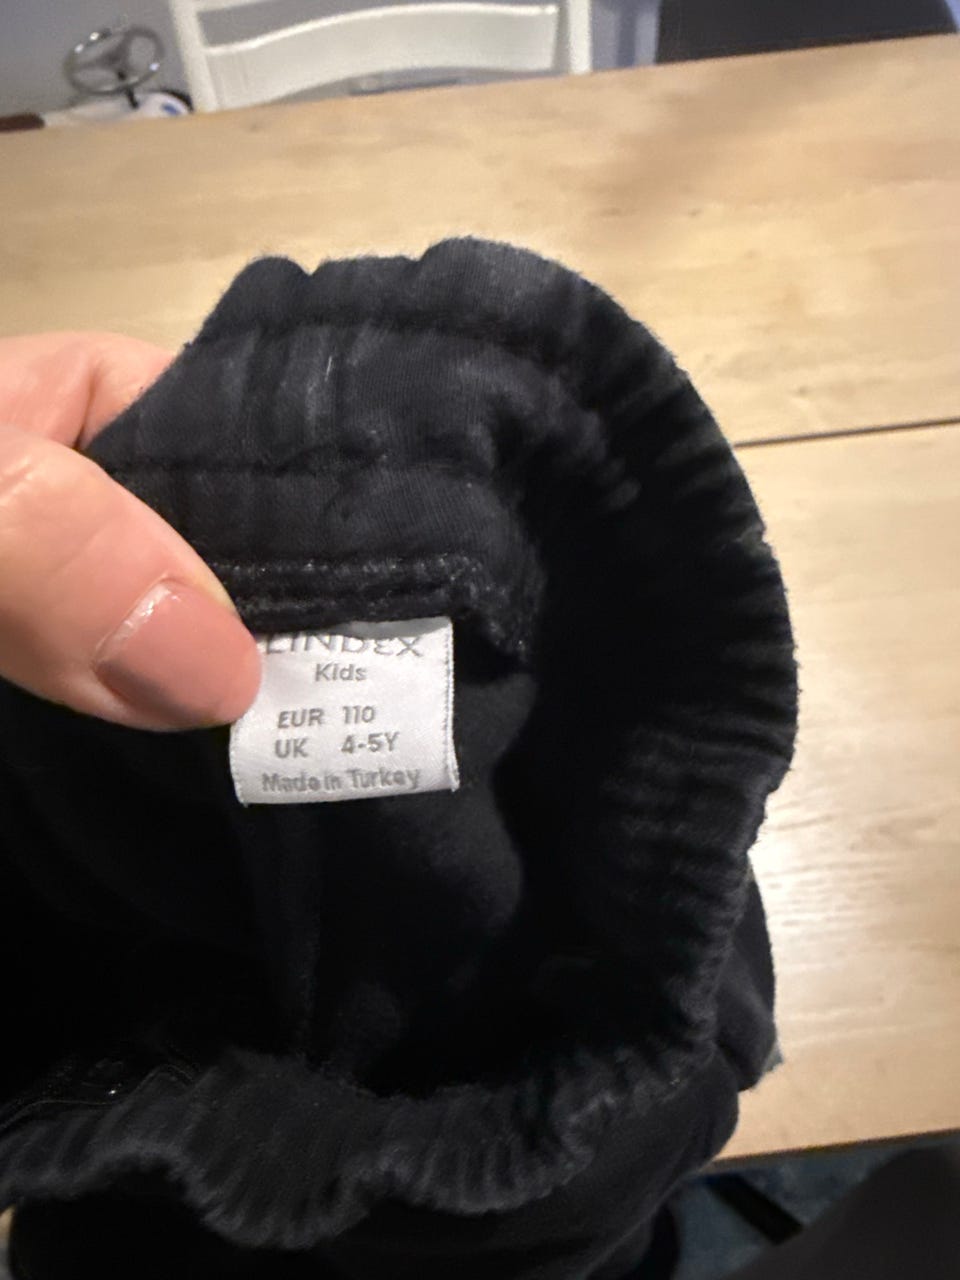 LINDEX
Kids
EUR 110
UK 4-5Y
Made in Turkey